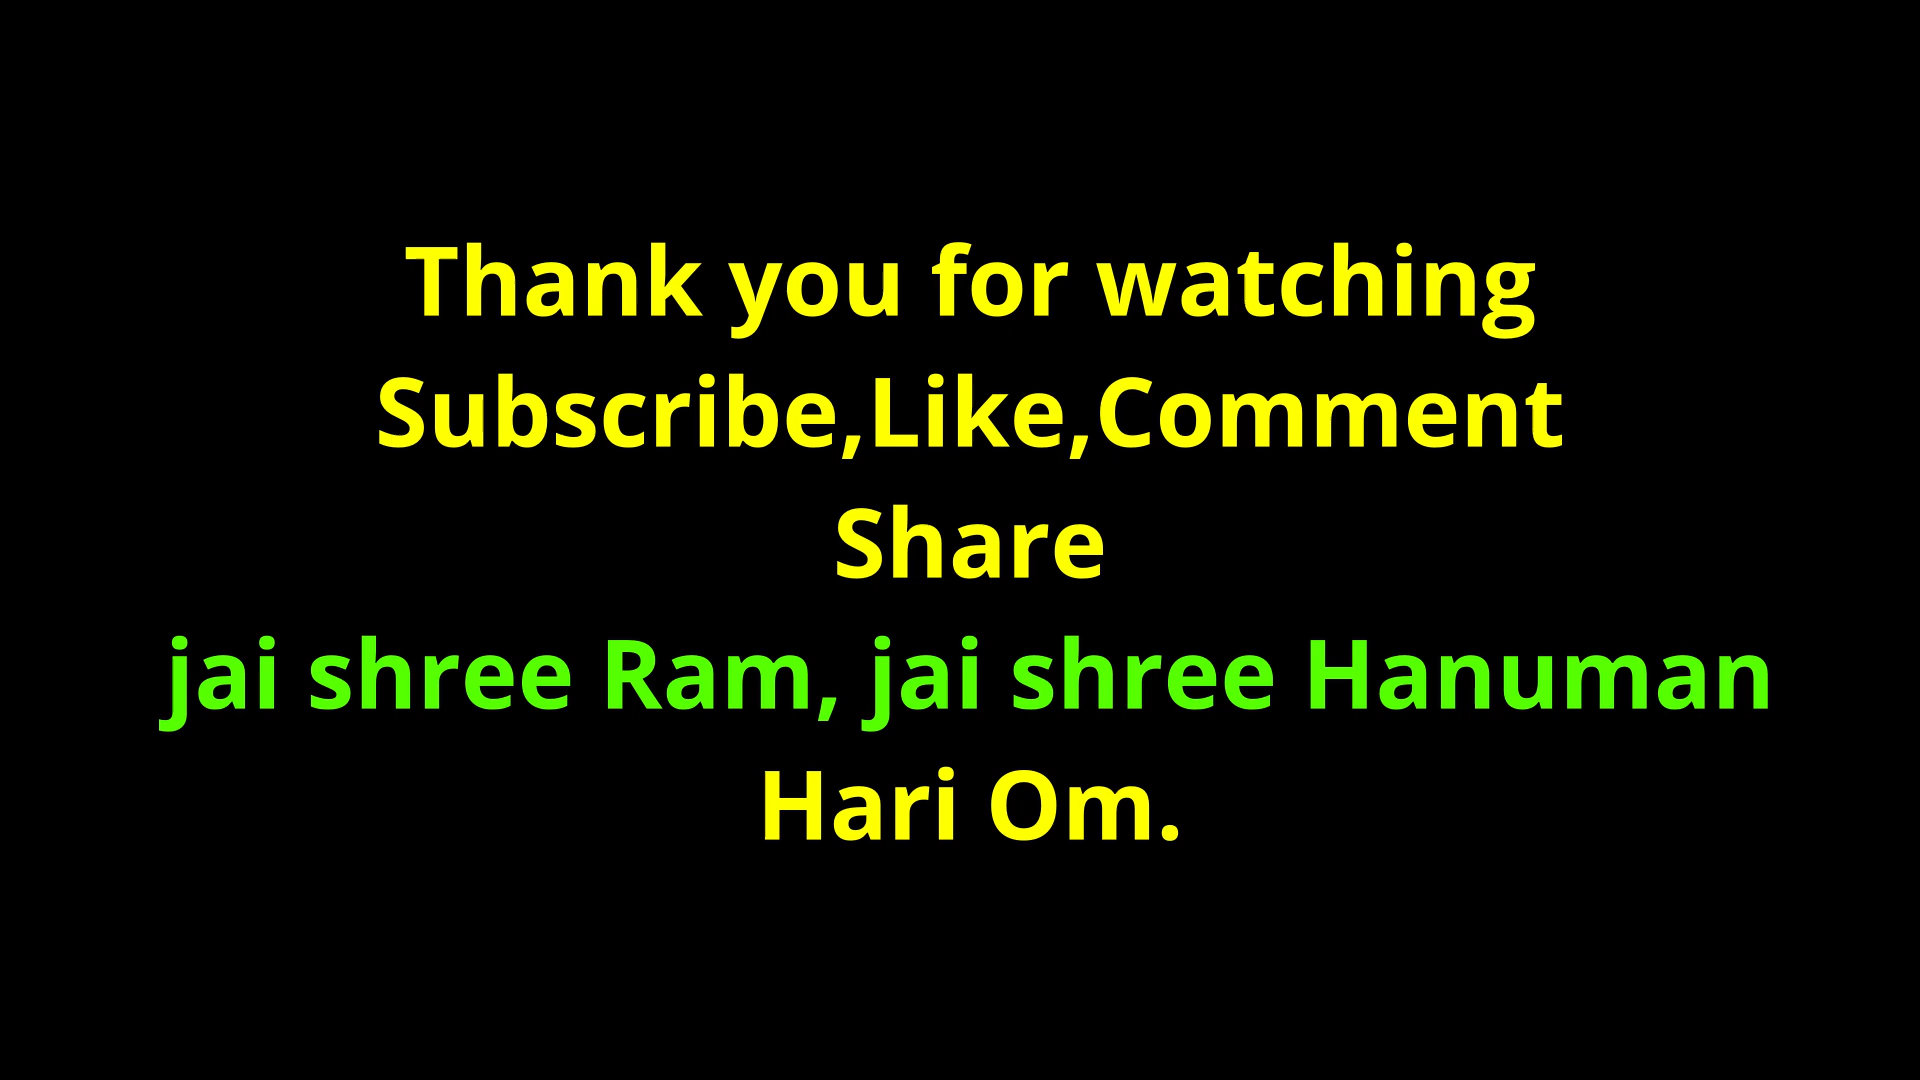 Thank you for watching
Subscribe,Like,Comment
Share
jai shree Ram, jai shree Hanuman
Hari Om.